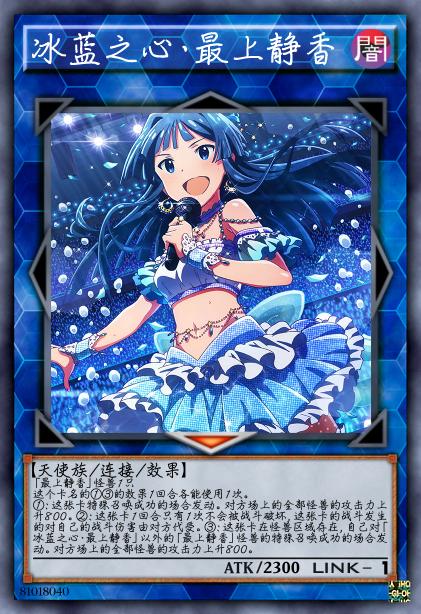 冰蓝之心·最上静香
闇
【天使族/连接/效果】
「最上静香」怪兽1只
这个卡名的①③的效果1回合各能使用1次。
①:这张卡特殊召唤成功的场合发动。对方场上的全部怪兽的攻击力上
升800。②:这张卡1回合只有1次不会被战斗破坏,这张卡的战斗发生
的对自己的战斗伤害由对方代受。③:这张卡在怪兽区域存在,自己对「
冰蓝之心·最上静香」以外的「最上静香」怪兽的特殊召唤成功的场合发
动。对方场上的全部怪兽的攻击力上升800。
ATK/2300 LINK-1
81018040